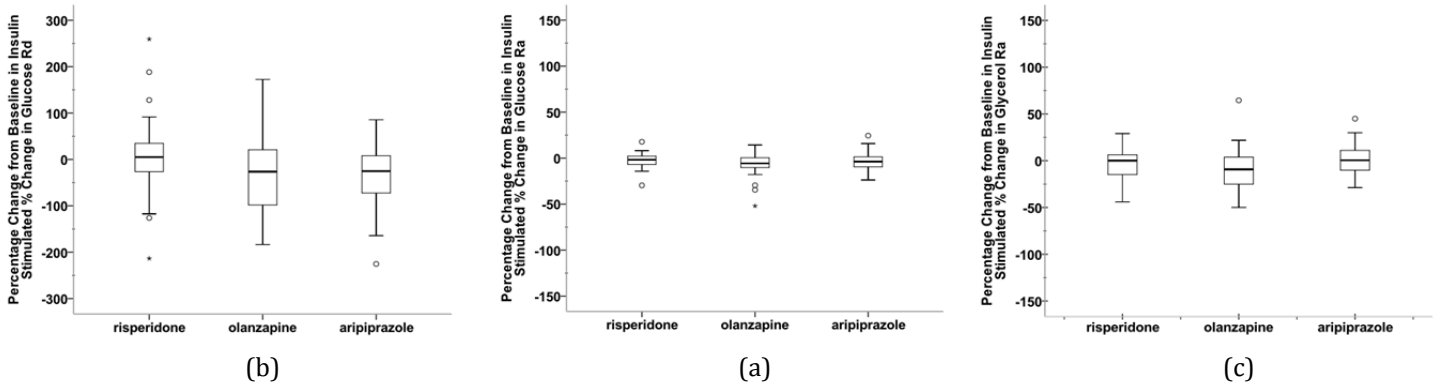 Percentage Change from Baseline in Insulin
Stimulated % Change in Glucose Rd
300
200
100
0
-100
-200
-300
risperidone olanzapine aripiprazole
(b)
Percentage Change from Baseline in Insulin
Stimulated % Change in Glucose Ra
150
100
50
0
-50
-100
-150
risperidone olanzapine aripiprazole
(a)
Percentage Change from Baseline in Insulin
Stimulated % Change in Glycerol Ra
150
100
50
0
-50
-100
-150
risperidone olanzapine aripiprazole
(c)